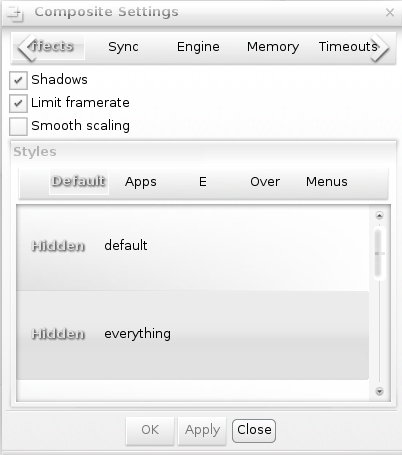 Composite Settings
ffects Sync Engine Memory Timeouts
Shadows
Limit framerate
Smooth scaling
Styles
Default Apps E Over Menus
Hidden default
Hidden everything
OK Apply Close